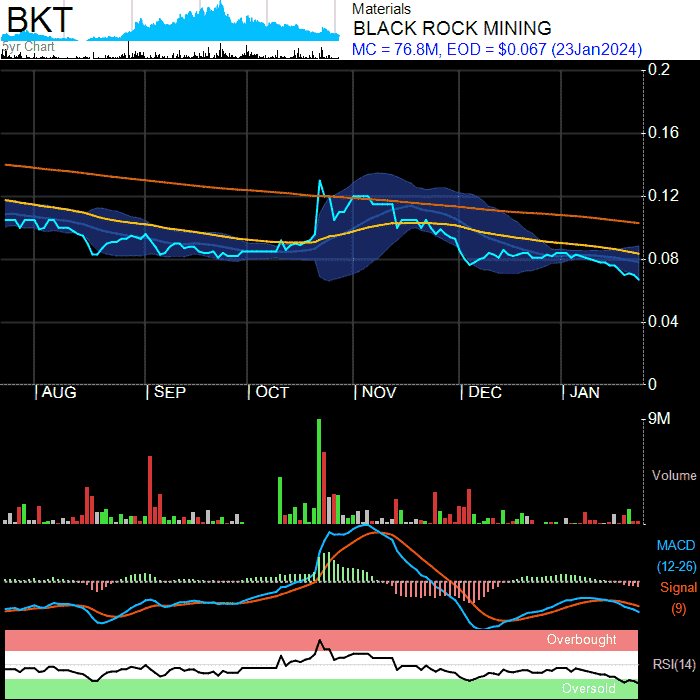 BKT
5yr Chart
Materials
BLACK ROCK MINING
MC = 76.8M, EOD = $0.067 (23Jan2024)
0.2
0.16
0.12
0.08
0.04
0
AUG SEP OCT NOV DEC JAN
9M
Volume
MACD
(12-26)
Signal
(9)
Overbought
RSI(14)
Oversold